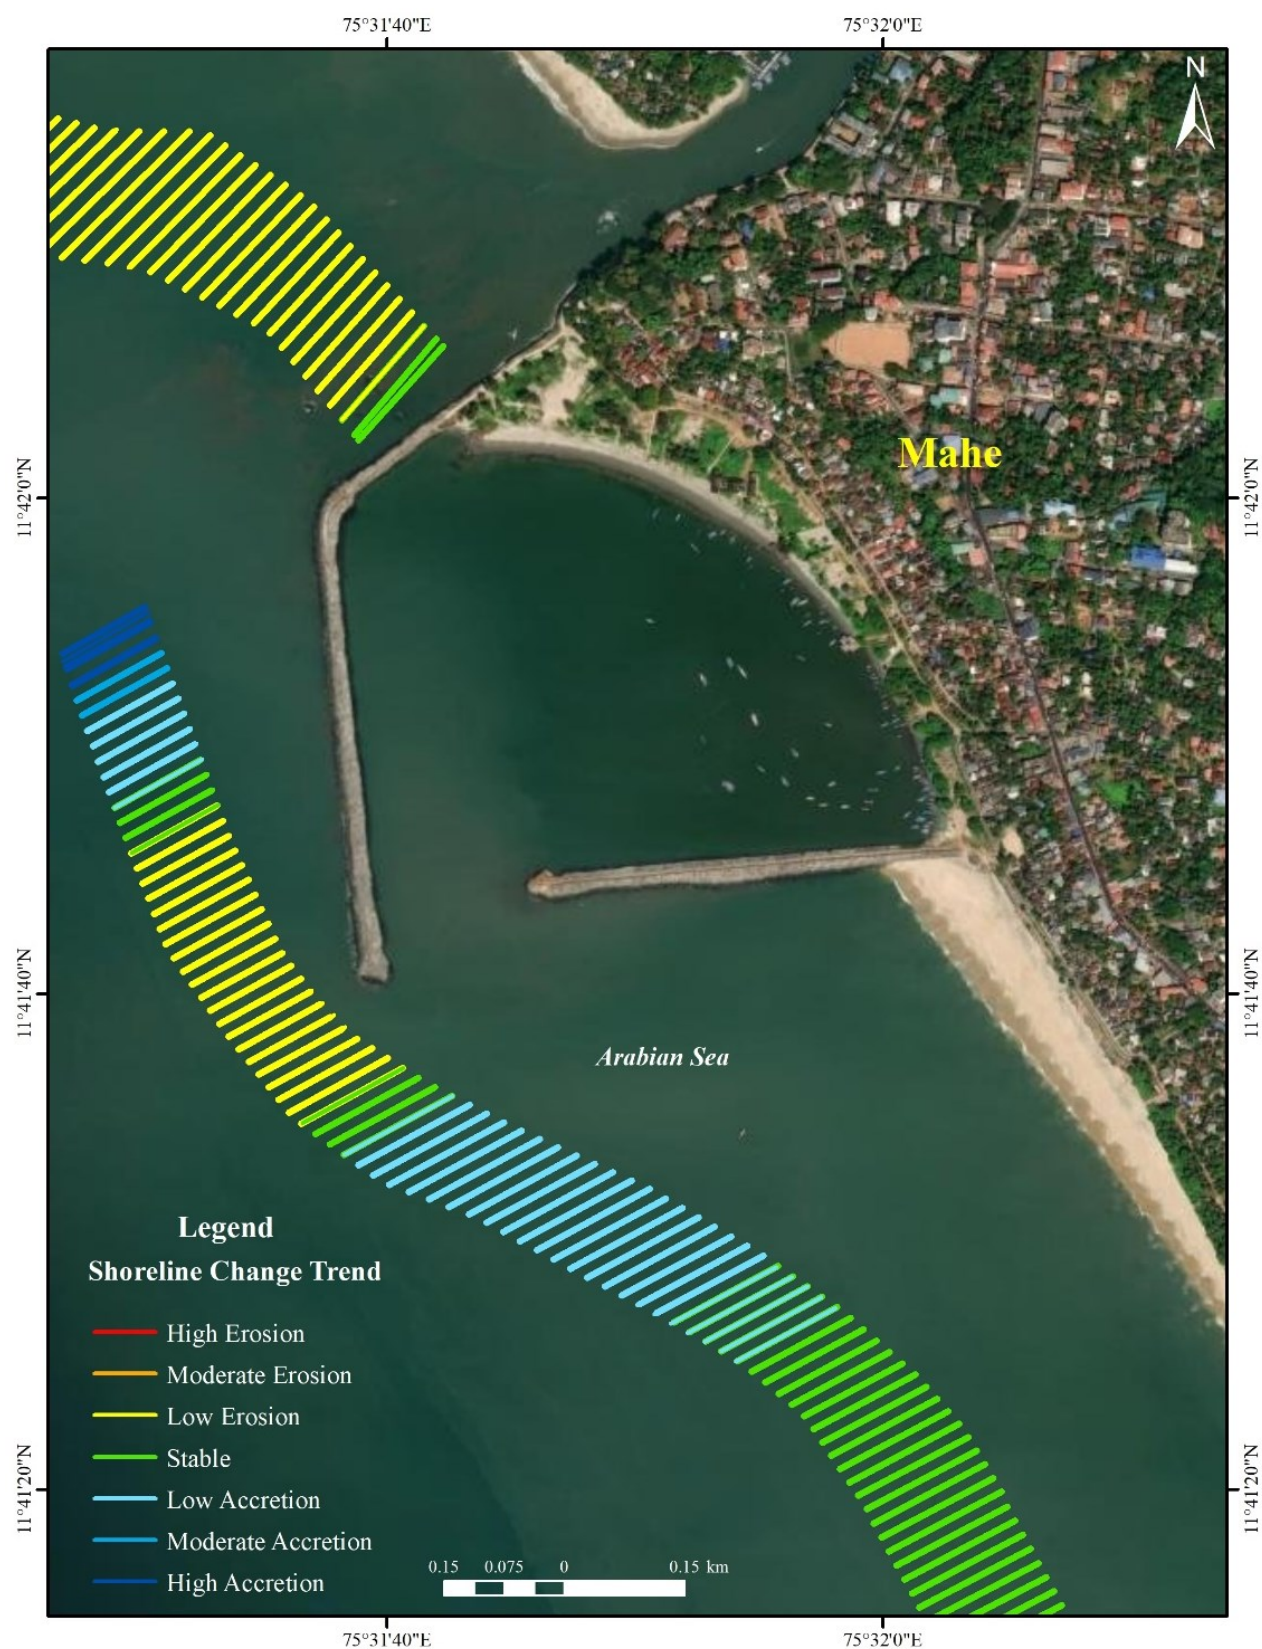 75°31'40"E
75°32'0"E
N
Mahe
11°42'0"N
11°42'0"N
11°41'40"N
11°41'40"N
Arabian Sea
Legend
Shoreline Change Trend
High Erosion
Moderate Erosion
Low Erosion
Stable
Low Accretion
Moderate Accretion
High Accretion
11°41'20"N
11°41'20"N
0.15 0.075 0 0.15 km
75°31'40"E
75°32'0"E